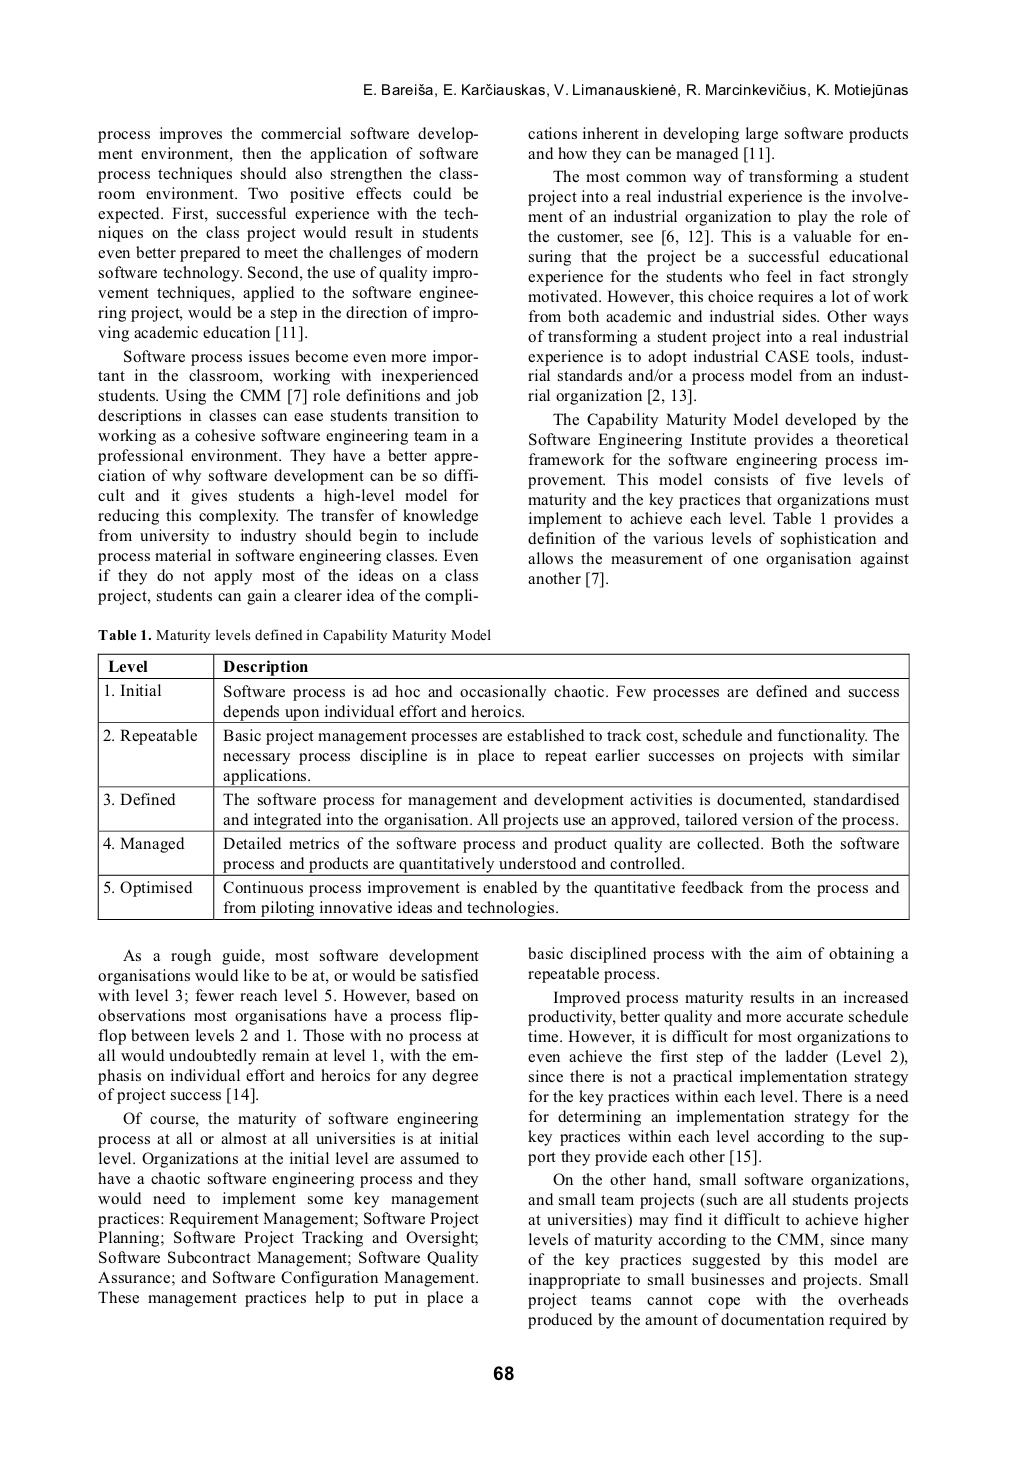 E. Bareiša, E. Karčiauskas, V. Limanauskienė, R. Marcinkevičius, K. Motiejūnas
process improves the commercial software develop-
ment environment, then the application of software
process techniques should also strengthen the class-
room environment. Two positive effects could be
expected. First, successful experience with the tech-
niques on the class project would result in students
even better prepared to meet the challenges of modern
software technology. Second, the use of quality impro-
vement techniques, applied to the software enginee-
ring project, would be a step in the direction of impro-
ving academic education [11].
Software process issues become even more impor-
tant in the classroom, working with inexperienced
students. Using the CMM [7] role definitions and job
descriptions in classes can ease students transition to
working as a cohesive software engineering team in a
professional environment. They have a better appre-
ciation of why software development can be so diffi-
cult and it gives students a high-level model for
reducing this complexity. The transfer of knowledge
from university to industry should begin to include
process material in software engineering classes. Even
if they do not apply most of the ideas on a class
project, students can gain a clearer idea of the compli-
cations inherent in developing large software products
and how they can be managed [11].
The most common way of transforming a student
project into a real industrial experience is the involve-
ment of an industrial organization to play the role of
the customer, see [6, 12]. This is a valuable for en-
suring that the project be a successful educational
experience for the students who feel in fact strongly
motivated. However, this choice requires a lot of work
from both academic and industrial sides. Other ways
of transforming a student project into a real industrial
experience is to adopt industrial CASE tools, indust-
rial standards and/or a process model from an indust-
rial organization [2, 13].
The Capability Maturity Model developed by the
Software Engineering Institute provides a theoretical
framework for the software engineering process im-
provement. This model consists of five levels of
maturity and the key practices that organizations must
implement to achieve each level. Table 1 provides a
definition of the various levels of sophistication and
allows the measurement of one organisation against
another [7].
Table 1. Maturity levels defined in Capability Maturity Model
Level Description
1. Initial Software process is ad hoc and occasionally chaotic. Few processes are defined and success
depends upon individual effort and heroics.
2. Repeatable Basic project management processes are established to track cost, schedule and functionality. The
necessary process discipline is in place to repeat earlier successes on projects with similar
applications.
3. Defined The software process for management and development activities is documented, standardised
and integrated into the organisation. All projects use an approved, tailored version of the process.
4. Managed Detailed metrics of the software process and product quality are collected. Both the software
process and products are quantitatively understood and controlled.
5. Optimised Continuous process improvement is enabled by the quantitative feedback from the process and
from piloting innovative ideas and technologies.
As a rough guide, most software development
organisations would like to be at, or would be satisfied
with level 3; fewer reach level 5. However, based on
observations most organisations have a process flip-
flop between levels 2 and 1. Those with no process at
all would undoubtedly remain at level 1, with the em-
phasis on individual effort and heroics for any degree
of project success [14].
Of course, the maturity of software engineering
process at all or almost at all universities is at initial
level. Organizations at the initial level are assumed to
have a chaotic software engineering process and they
would need to implement some key management
practices: Requirement Management; Software Project
Planning; Software Project Tracking and Oversight;
Software Subcontract Management; Software Quality
Assurance; and Software Configuration Management.
These management practices help to put in place a
basic disciplined process with the aim of obtaining a
repeatable process.
Improved process maturity results in an increased
productivity, better quality and more accurate schedule
time. However, it is difficult for most organizations to
even achieve the first step of the ladder (Level 2),
since there is not a practical implementation strategy
for the key practices within each level. There is a need
for determining an implementation strategy for the
key practices within each level according to the sup-
port they provide each other [15].
On the other hand, small software organizations,
and small team projects (such are all students projects
at universities) may find it difficult to achieve higher
levels of maturity according to the CMM, since many
of the key practices suggested by this model are
inappropriate to small businesses and projects. Small
project teams cannot cope with the overheads
produced by the amount of documentation required by
68